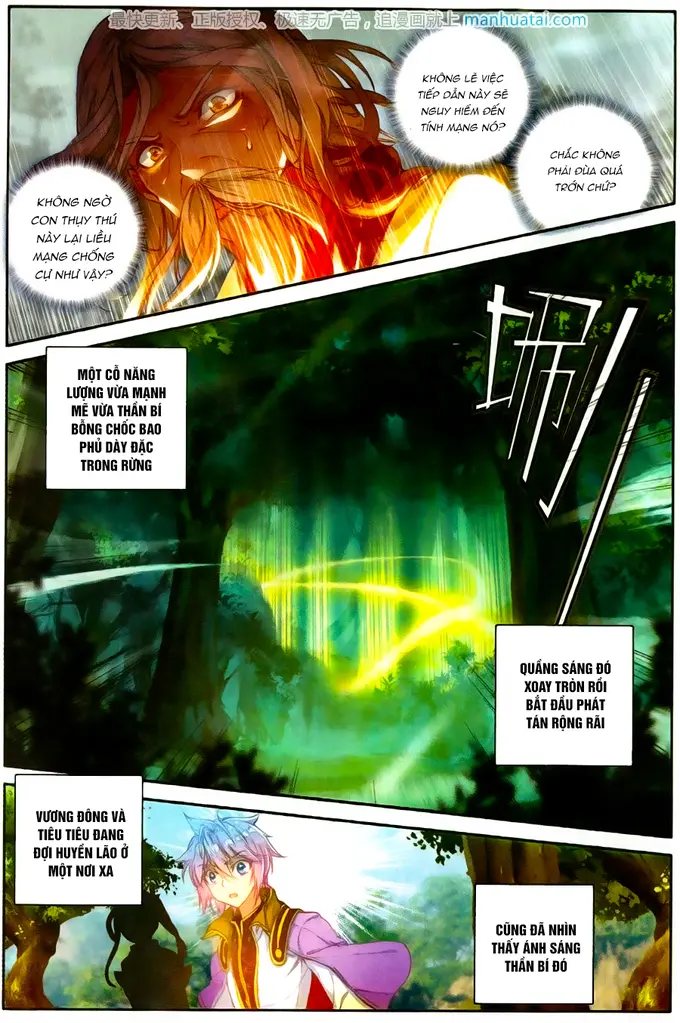 最快更新、正版授权、极速无广告，追漫画就上 manhuatai.com
KHÔNG LẼ VIỆC
TIẾP DẪN NÀY SẼ
NGUY HIỂM ĐẾN
TÍNH MẠNG NÓ?
CHẮC KHÔNG
PHẢI ĐÙA QUÁ
TRỚN CHỨ?
KHÔNG NGỜ
CON THỤY THÚ
NÀY LẠI LIỀU
MẠNG CHỐNG
CỰ NHƯ VẬY?
MỘT CỖ NĂNG
LƯỢNG VỪA MẠNH
MẼ VỪA THẦN BÍ
BỖNG CHỐC BAO
PHỦ DÀY ĐẶC
TRONG RỪNG
QUẦNG SÁNG ĐÓ
XOAY TRÒN RỒI
BẮT ĐẦU PHÁT
TÁN RỘNG RÃI
VƯƠNG ĐÔNG VÀ
TIÊU TIÊU ĐANG
ĐỢI HUYỀN LÃO Ở
MỘT NƠI XA
CŨNG ĐÃ NHÌN
THẤY ÁNH SÁNG
THẦN BÍ ĐÓ